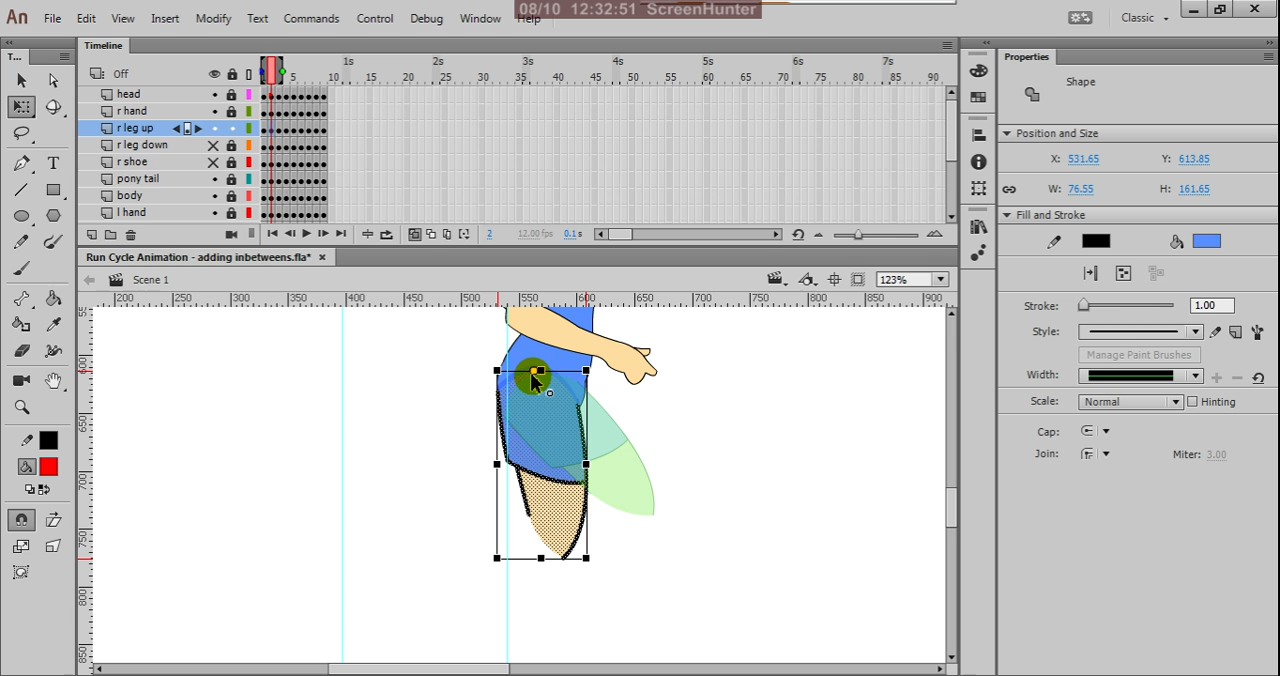 08/10 12:32:51 ScreenHunter
An File Edit View Insert Modify Text Commands Control Debug Window Help Classic
T... Timeline Properties
Off 1s 2s 3s 4s 5s 6s 7s
5 10 15 20 25 30 35 40 45 50 55 60 65 70 75 80 85 90
Shape
head
r hand
r leg up
r leg down
r shoe
pony tail
body
l hand
Position and Size
X: 531.65 Y: 613.85
W: 76.55 H: 161.65
Fill and Stroke
2 12.00 fps 0.1 s
Run Cycle Animation - adding inbetweens.fla*
Scene 1 123%
200 250 300 350 400 450 500 550 600 650 700 750 800 850 900
600
650
700
750
800
850
Stroke: 1.00
Style:
Manage Paint Brushes
Width:
Scale: Normal Hinting
Cap:
Join: Miter: 3.00